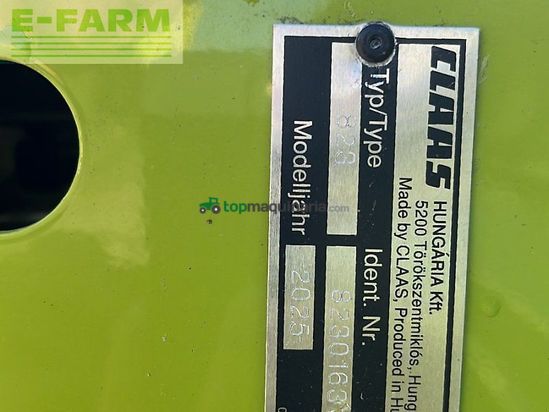 E-FARM
CLAAS
HUNGÁRIA Kft.
5200 Törökszentmiklós, Hung
Made by CLAAS, Produced in Hu
Typ/Type
Ident. Nr.
Modelljahr 2025
topmaquinaria.com